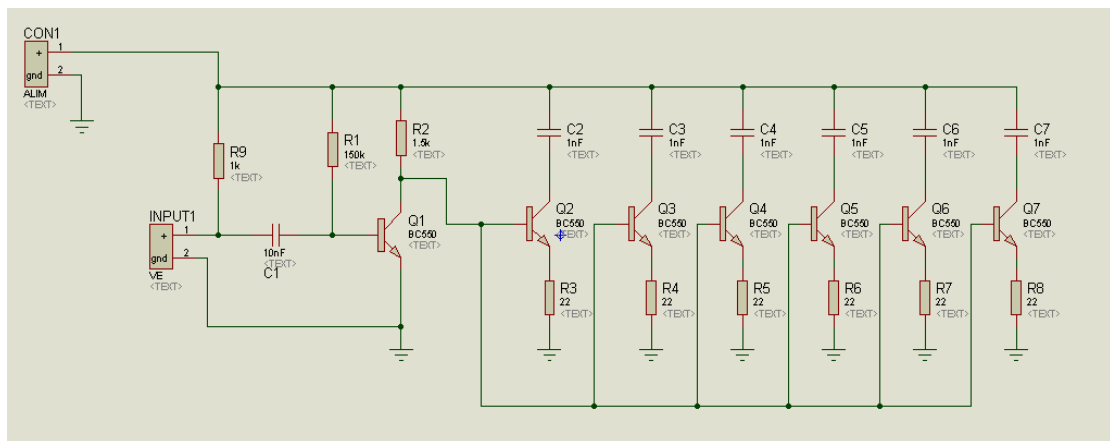 CON1
1
+
2
gnd
ALIM
<TEXT>
R9
1k
<TEXT>
R1
150k
<TEXT>
R2
1.5k
<TEXT>
C2
1nF
<TEXT>
C3
1nF
<TEXT>
C4
1nF
<TEXT>
C5
1nF
<TEXT>
C6
1nF
<TEXT>
C7
1nF
<TEXT>
INPUT1
1
+
2
gnd
VE
<TEXT>
10nF
<TEXT>
C1
Q1
BC550
<TEXT>
Q2
BC550
<TEXT>
Q3
BC550
<TEXT>
Q4
BC550
<TEXT>
Q5
BC550
<TEXT>
Q6
BC550
<TEXT>
Q7
BC550
<TEXT>
R3
22
<TEXT>
R4
22
<TEXT>
R5
22
<TEXT>
R6
22
<TEXT>
R7
22
<TEXT>
R8
22
<TEXT>